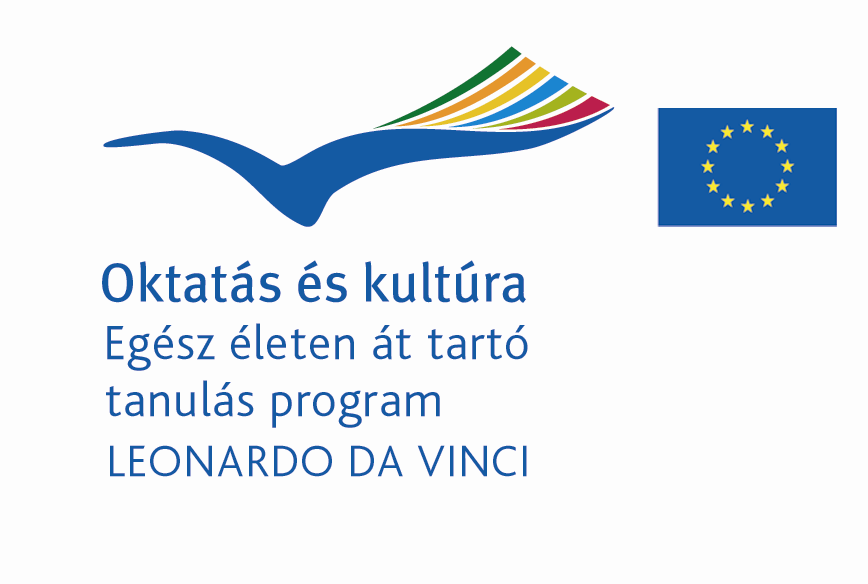 Oktatás és kultúra
Egész életen át tartó
tanulás program
LEONARDO DA VINCI